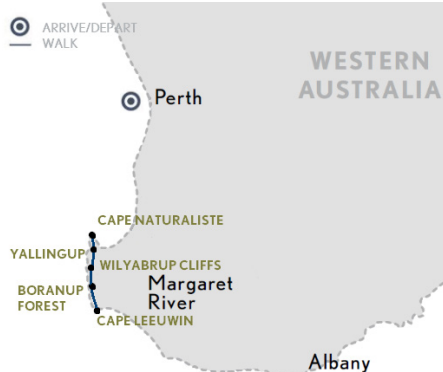 ARRIVE/DEPART
WALK
WESTERN
AUSTRALIA
Perth
CAPE NATURALISTE
YALLINGUP
WILYABRUP CLIFFS
BORANUP
FOREST
Margaret
River
CAPE LEEUWIN
Albany